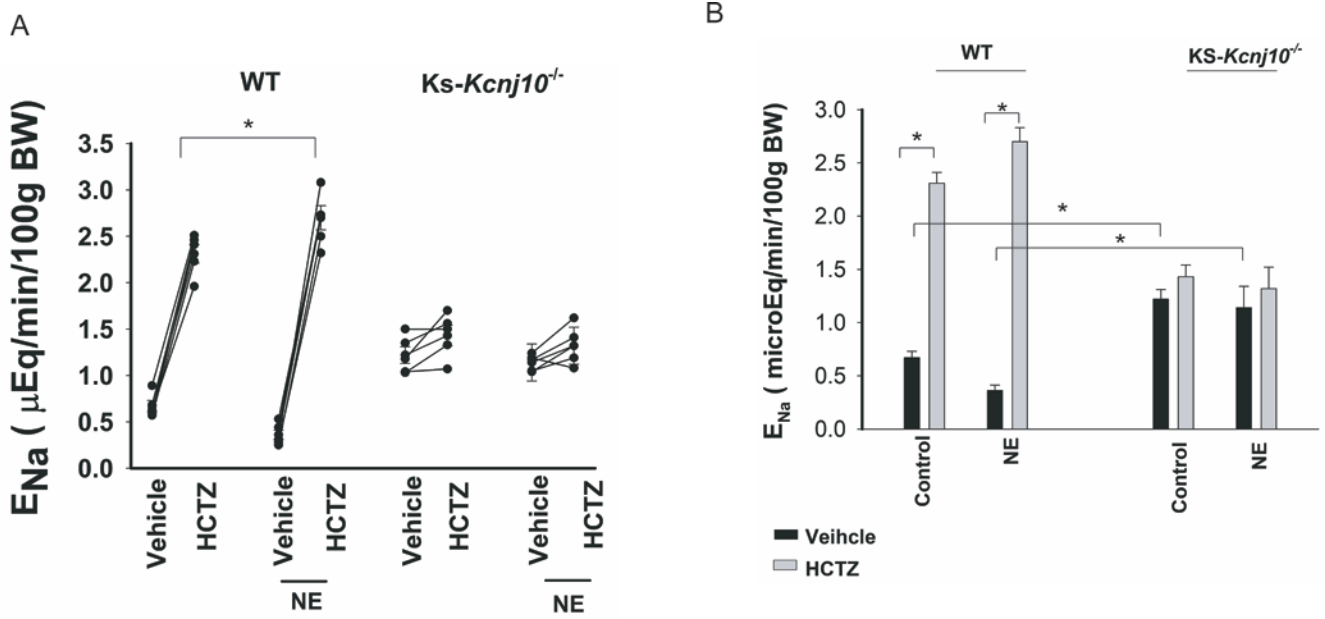 A
WT
Ks-Kcnj10-/-
*
E Na ( μEq/min/100g BW)
3.5
3.0
2.5
2.0
1.5
1.0
0.5
0.0
Vehicle
HCTZ
Vehicle
HCTZ
Vehicle
HCTZ
Vehicle
HCTZ
NE
NE
B
WT
KS-Kcnj10-/-
E Na ( microEq/min/100g BW)
3.0
2.5
2.0
1.5
1.0
0.5
0.0
*
*
*
*
Control
NE
Control
NE
Veihcle
HCTZ